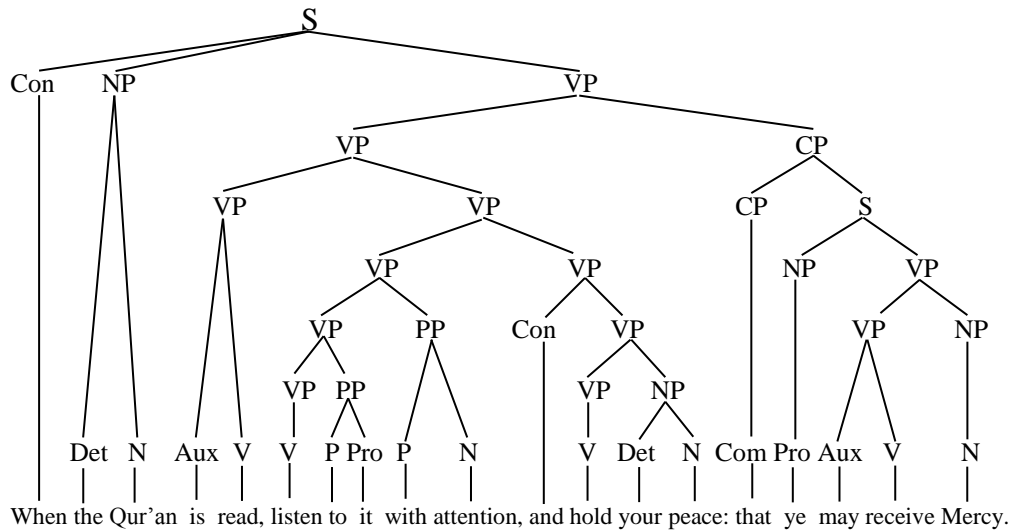 S
Con NP VP
VP CP
VP VP CP S
VP VP NP VP
VP PP Con VP VP NP
VP PP VP NP
Det N Aux V V P Pro P N V Det N Com Pro Aux V N
When the Qur'an is read, listen to it with attention, and hold your peace: that ye may receive Mercy.